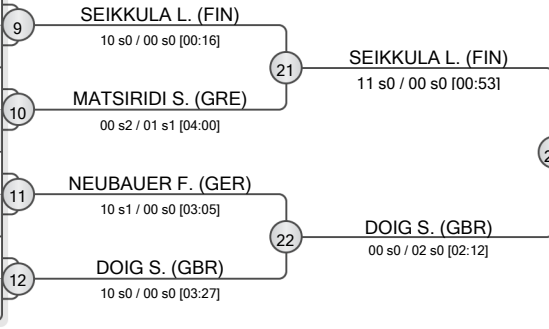 9
SEIKKULA L. (FIN)
10 s0 / 00 s0 [00:16]
21
SEIKKULA L. (FIN)
11 s0 / 00 s0 [00:53]
10
MATSIRIDI S. (GRE)
00 s2 / 01 s1 [04:00]
11
NEUBAUER F. (GER)
10 s1 / 00 s0 [03:05]
22
DOIG S. (GBR)
00 s0 / 02 s0 [02:12]
12
DOIG S. (GBR)
10 s0 / 00 s0 [03:27]